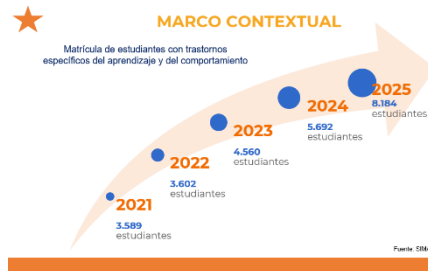 MARCO CONTEXTUAL
Matrícula de estudiantes con trastornos
específicos del aprendizaje y del comportamiento
2021
3.589
estudiantes
2022
3.602
estudiantes
2023
4.560
estudiantes
2024
5.692
estudiantes
2025
8.184
estudiantes
Fuente.